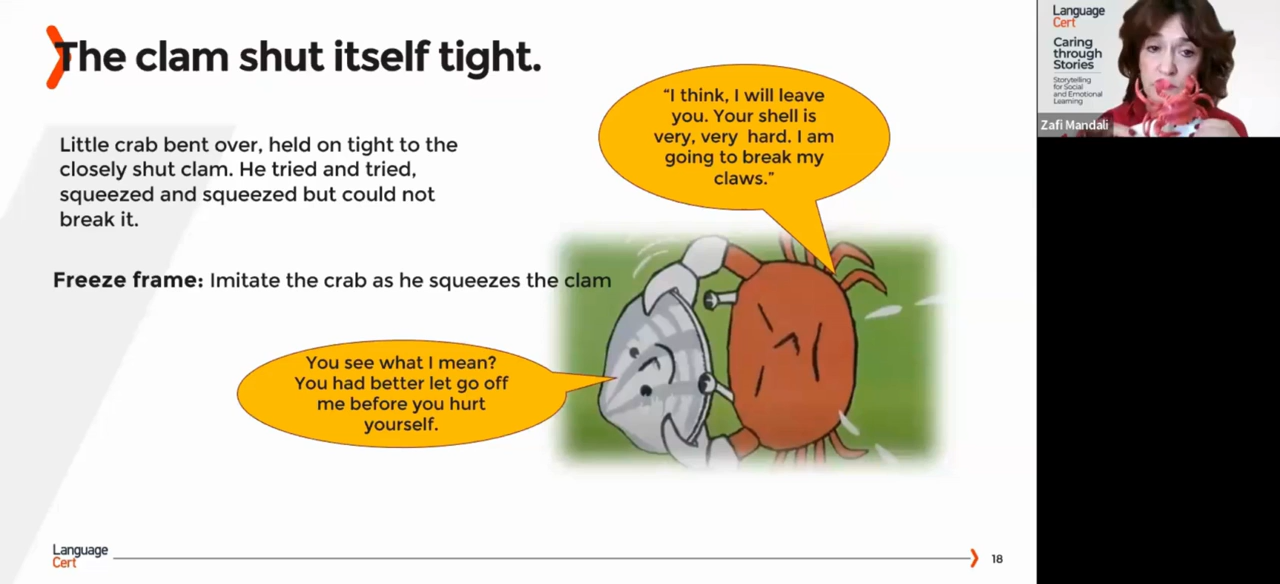 The clam shut itself tight.
Little crab bent over, held on tight to the
closely shut clam. He tried and tried,
squeezed and squeezed but could not
break it.
Freeze frame: Imitate the crab as he squeezes the clam
“I think, I will leave
you. Your shell is
very, very hard. I am
going to break my
claws.”
You see what I mean?
You had better let go off
me before you hurt
yourself.
Language
Cert
18
Language
Cert
Caring
through
Stories
Storytelling
for Social
and Emotional
Learning
Zafi Mandali